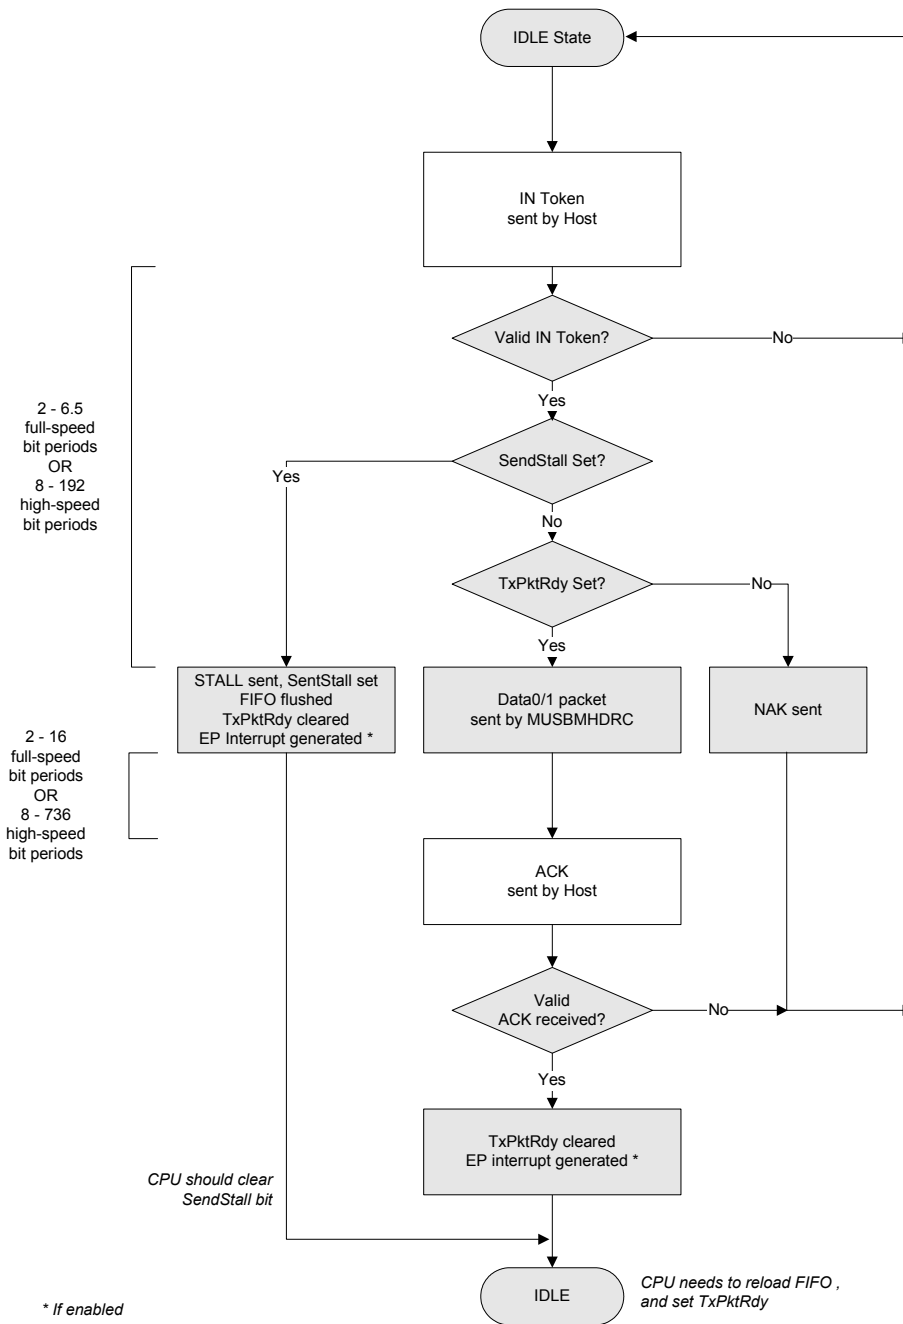 IDLE State
IN Token
sent by Host
Valid IN Token?
No
Yes
2 - 6.5
full-speed
bit periods
OR
8 - 192
high-speed
bit periods
SendStall Set?
Yes
No
TxPktRdy Set?
No
Yes
STALL sent, SentStall set
FIFO flushed
TxPktRdy cleared
EP Interrupt generated *
Data0/1 packet
sent by MUSBMHDRC
NAK sent
2 - 16
full-speed
bit periods
OR
8 - 736
high-speed
bit periods
ACK
sent by Host
Valid
ACK received?
No
Yes
TxPktRdy cleared
EP interrupt generated *
CPU should clear
SendStall bit
IDLE
CPU needs to reload FIFO ,
and set TxPktRdy
* If enabled